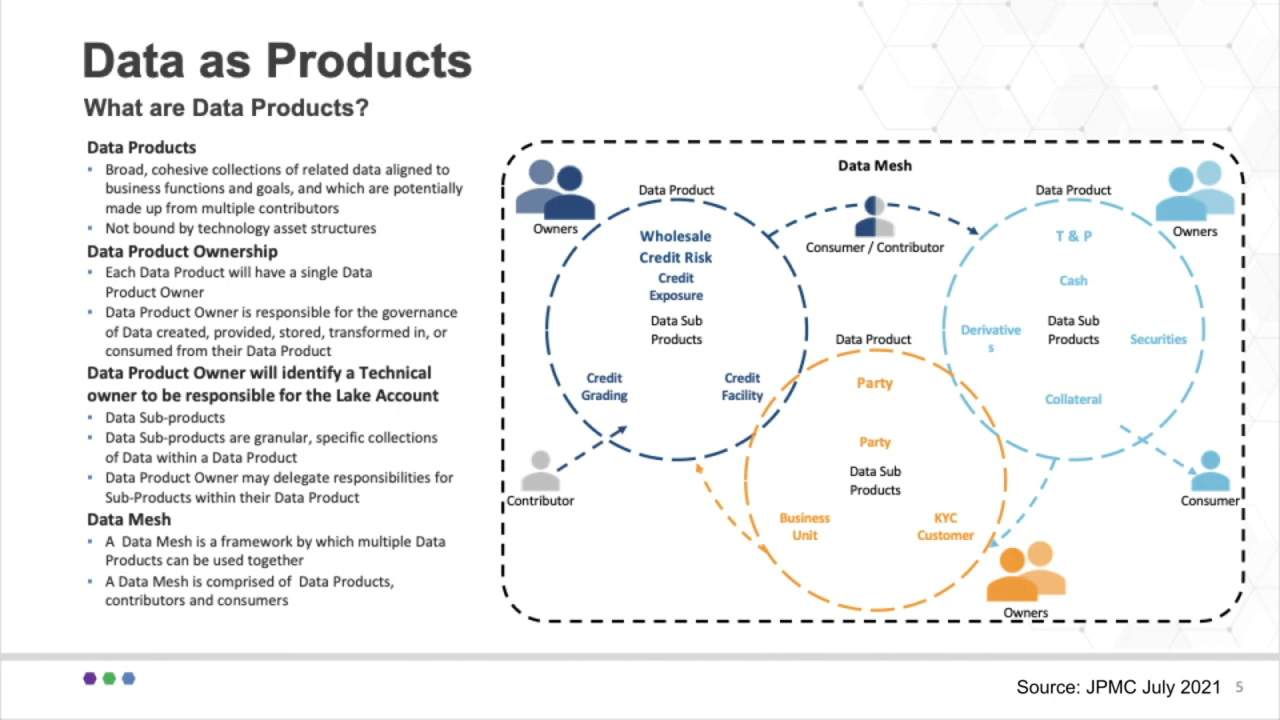 Data as Products
What are Data Products?
Data Products
Broad, cohesive collections of related data aligned to
business functions and goals, and which are potentially
made up from multiple contributors
Not bound by technology asset structures
Data Product Ownership
Each Data Product will have a single Data
Product Owner
Data Product Owner is responsible for the governance
of Data created, provided, stored, transformed in, or
consumed from their Data Product
Data Product Owner will identify a Technical
owner to be responsible for the Lake Account
Data Sub-products
Data Sub-products are granular, specific collections
of Data within a Data Product
Data Product Owner may delegate responsibilities for
Sub-Products within their Data Product
Data Mesh
A Data Mesh is a framework by which multiple Data
Products can be used together
A Data Mesh is comprised of Data Products,
contributors and consumers
Data Mesh
Owners
Data Product
Wholesale
Credit Risk
Credit
Exposure
Data Sub
Products
Credit
Grading
Credit
Facility
Contributor
Consumer / Contributor
Data Product
Party
Party
Data Sub
Products
Business
Unit
KYC
Customer
Owners
Data Product
Owners
T & P
Cash
Derivative
s
Data Sub
Products
Securities
Collateral
Consumer
Source: JPMC July 2021
5